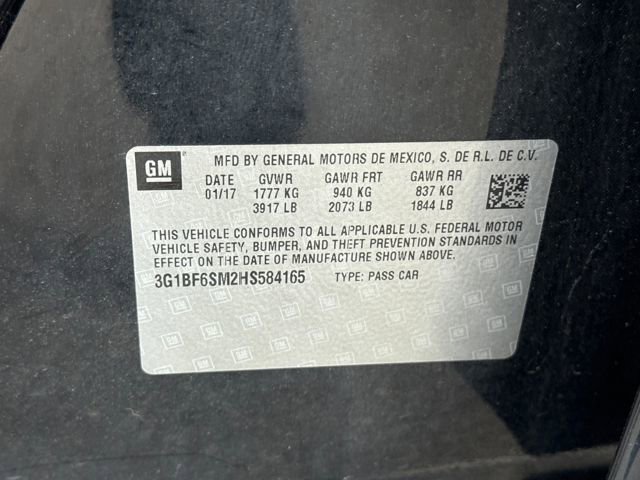 GM
MFD BY GENERAL MOTORS DE MEXICO, S. DE R.L. DE C.V.
DATE GVWR GAWR FRT GAWR RR
01/17 1777 KG 940 KG 837 KG
3917 LB 2073 LB 1844 LB
THIS VEHICLE CONFORMS TO ALL APPLICABLE U.S. FEDERAL MOTOR
VEHICLE SAFETY, BUMPER, AND THEFT PREVENTION STANDARDS IN
EFFECT ON THE DATE OF MANUFACTURE SHOWN ABOVE.
3G1BF6SM2HS584165 TYPE: PASS CAR